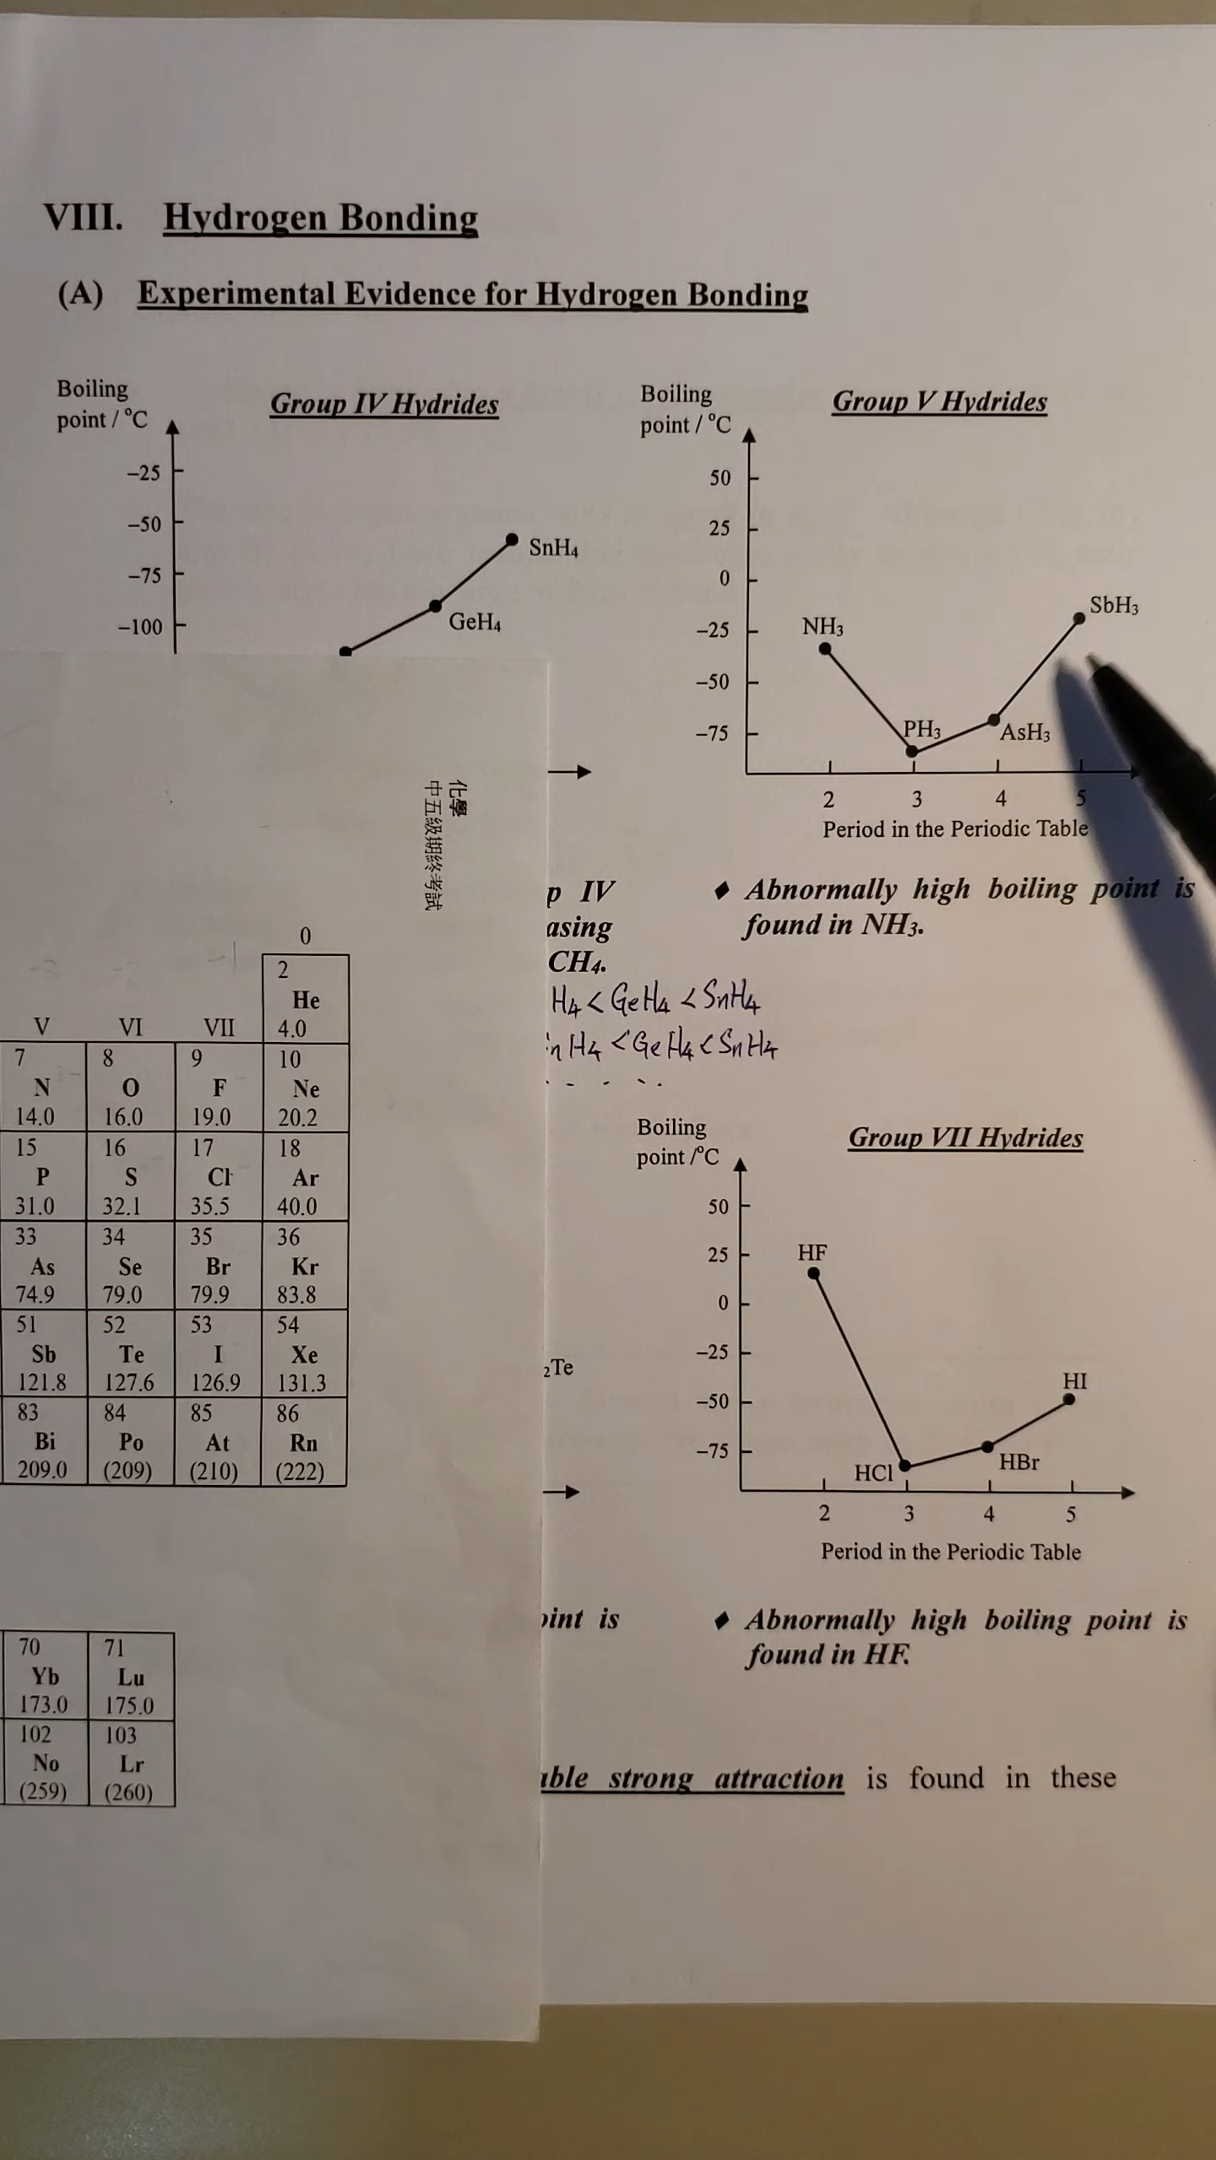 VIII. Hydrogen Bonding
(A) Experimental Evidence for Hydrogen Bonding
Boiling
point / °C
Group IV Hydrides
–25
–50
–75
–100
SnH4
GeH4
Boiling
point / °C
Group V Hydrides
50
25
0
–25
–50
–75
NH3
PH3
AsH3
SbH3
2 3 4 5
Period in the Periodic Table
p IV
asing
CH4.
H4 < GeH4 < SnH4
H4 < GeH4 < SnH4
♦ Abnormally high boiling point is
found in NH3.
化學
中五級期終考試
0
2
He
V VI VII 4.0
7 8 9 10
N O F Ne
14.0 16.0 19.0 20.2
15 16 17 18
P S Cl Ar
31.0 32.1 35.5 40.0
33 34 35 36
As Se Br Kr
74.9 79.0 79.9 83.8
51 52 53 54
Sb Te I Xe
121.8 127.6 126.9 131.3
83 84 85 86
Bi Po At Rn
209.0 (209) (210) (222)
70 71
Yb Lu
173.0 175.0
102 103
No Lr
(259) (260)
2Te
Boiling
point /°C
Group VII Hydrides
50
25
0
–25
–50
–75
HF
HCl
HBr
HI
2 3 4 5
Period in the Periodic Table
oint is
♦ Abnormally high boiling point is
found in HF.
able strong attraction is found in these